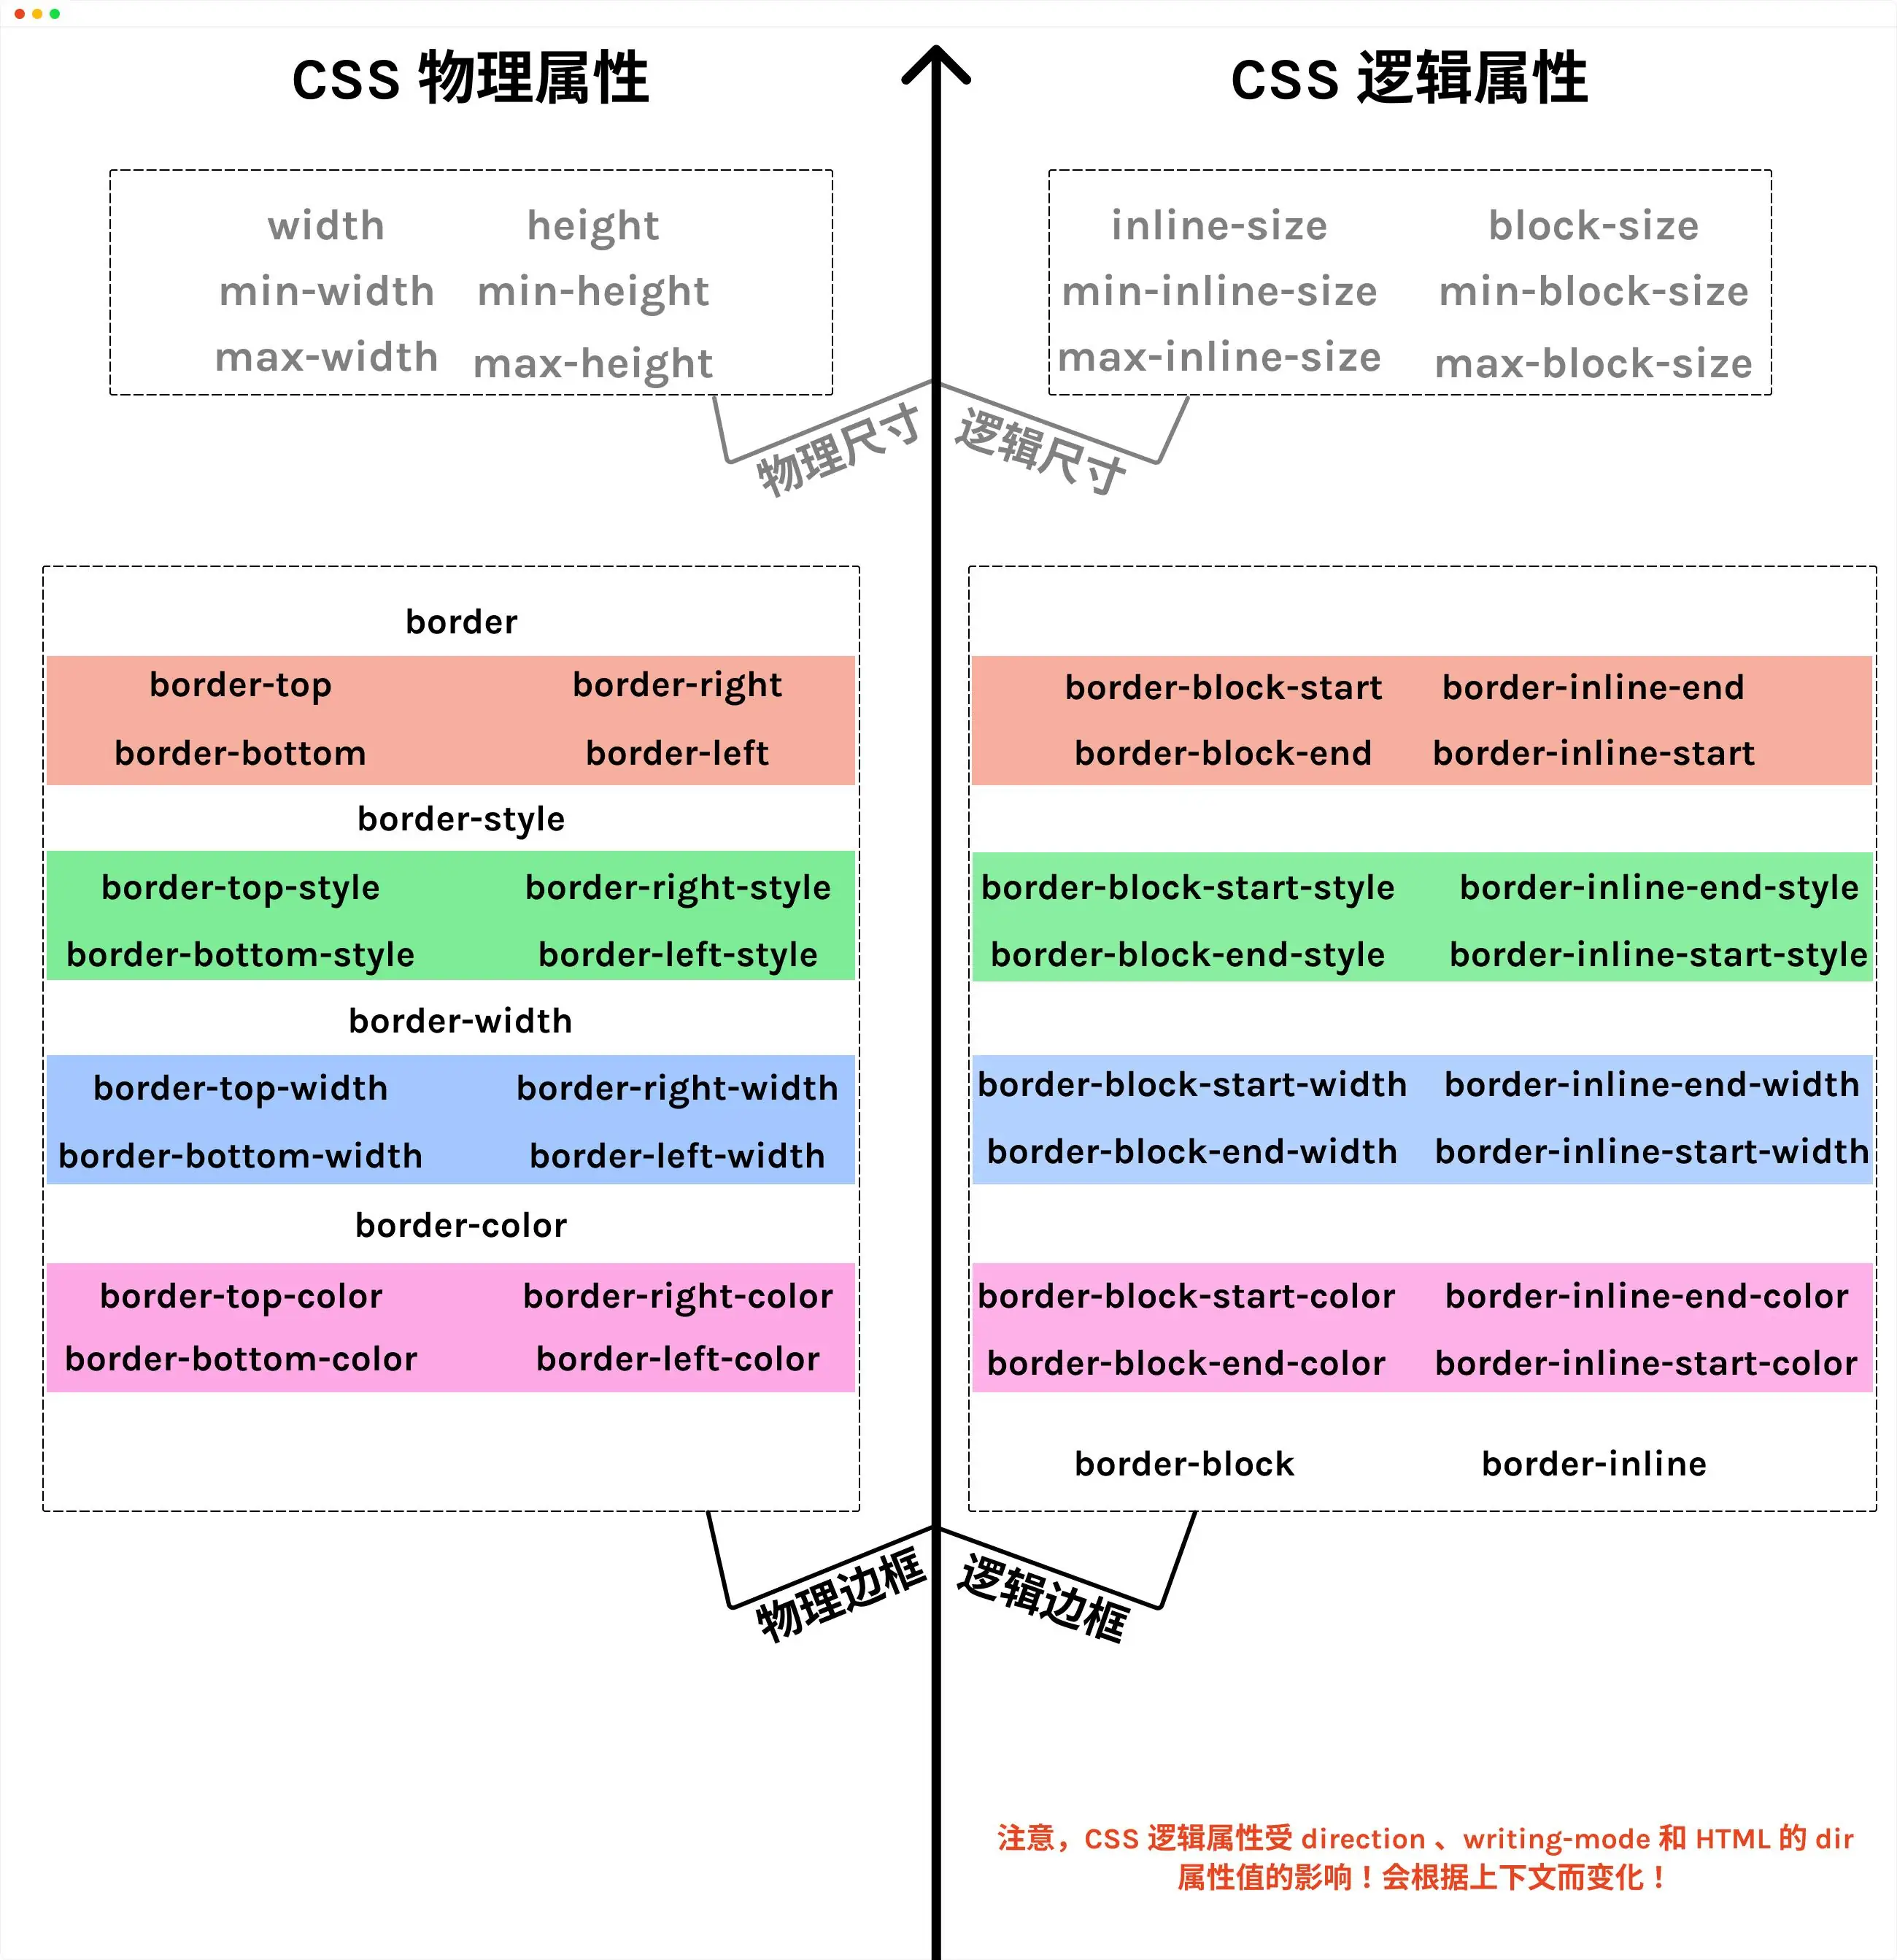 CSS 物理属性
CSS 逻辑属性
width height
min-width min-height
max-width max-height
inline-size block-size
min-inline-size min-block-size
max-inline-size max-block-size
物理尺寸
逻辑尺寸
border
border-top border-right
border-bottom border-left
border-style
border-top-style border-right-style
border-bottom-style border-left-style
border-width
border-top-width border-right-width
border-bottom-width border-left-width
border-color
border-top-color border-right-color
border-bottom-color border-left-color
border-block-start border-inline-end
border-block-end border-inline-start
border-block-start-style border-inline-end-style
border-block-end-style border-inline-start-style
border-block-start-width border-inline-end-width
border-block-end-width border-inline-start-width
border-block-start-color border-inline-end-color
border-block-end-color border-inline-start-color
border-block border-inline
物理边框
逻辑边框
注意，CSS 逻辑属性受 direction 、writing-mode 和 HTML 的 dir
属性值的影响！会根据上下文而变化！